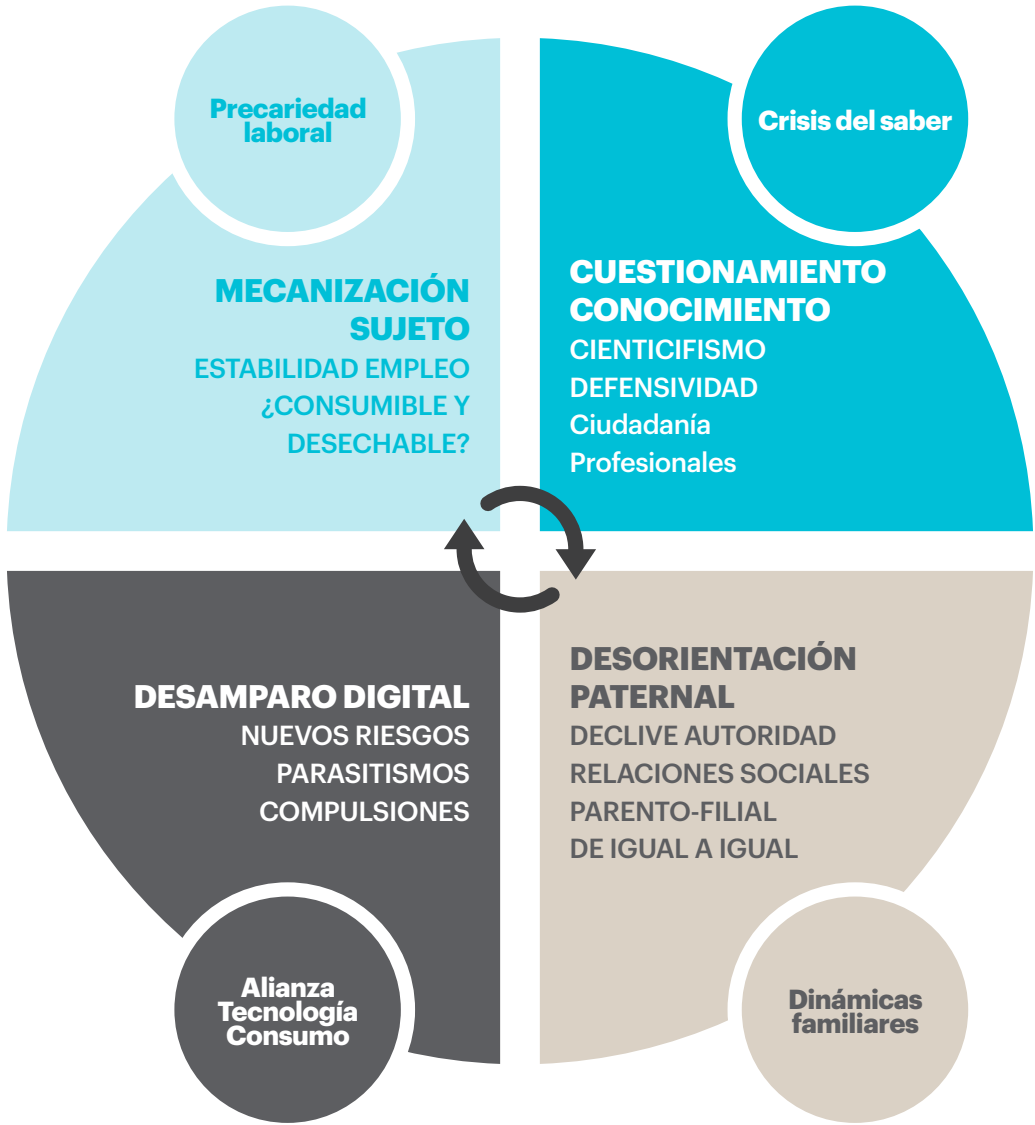 Precariedad
laboral
MECANIZACIÓN
SUJETO
ESTABILIDAD EMPLEO
¿CONSUMIBLE Y
DESECHABLE?
Crisis del saber
CUESTIONAMIENTO
CONOCIMIENTO
CIENTICIFISMO
DEFENSIVIDAD
Ciudadanía
Profesionales
DESAMPARO DIGITAL
NUEVOS RIESGOS
PARASITISMOS
COMPULSIONES
Alianza
Tecnología
Consumo
DESORIENTACIÓN
PATERNAL
DECLIVE AUTORIDAD
RELACIONES SOCIALES
PARENTO-FILIAL
DE IGUAL A IGUAL
Dinámicas
familiares